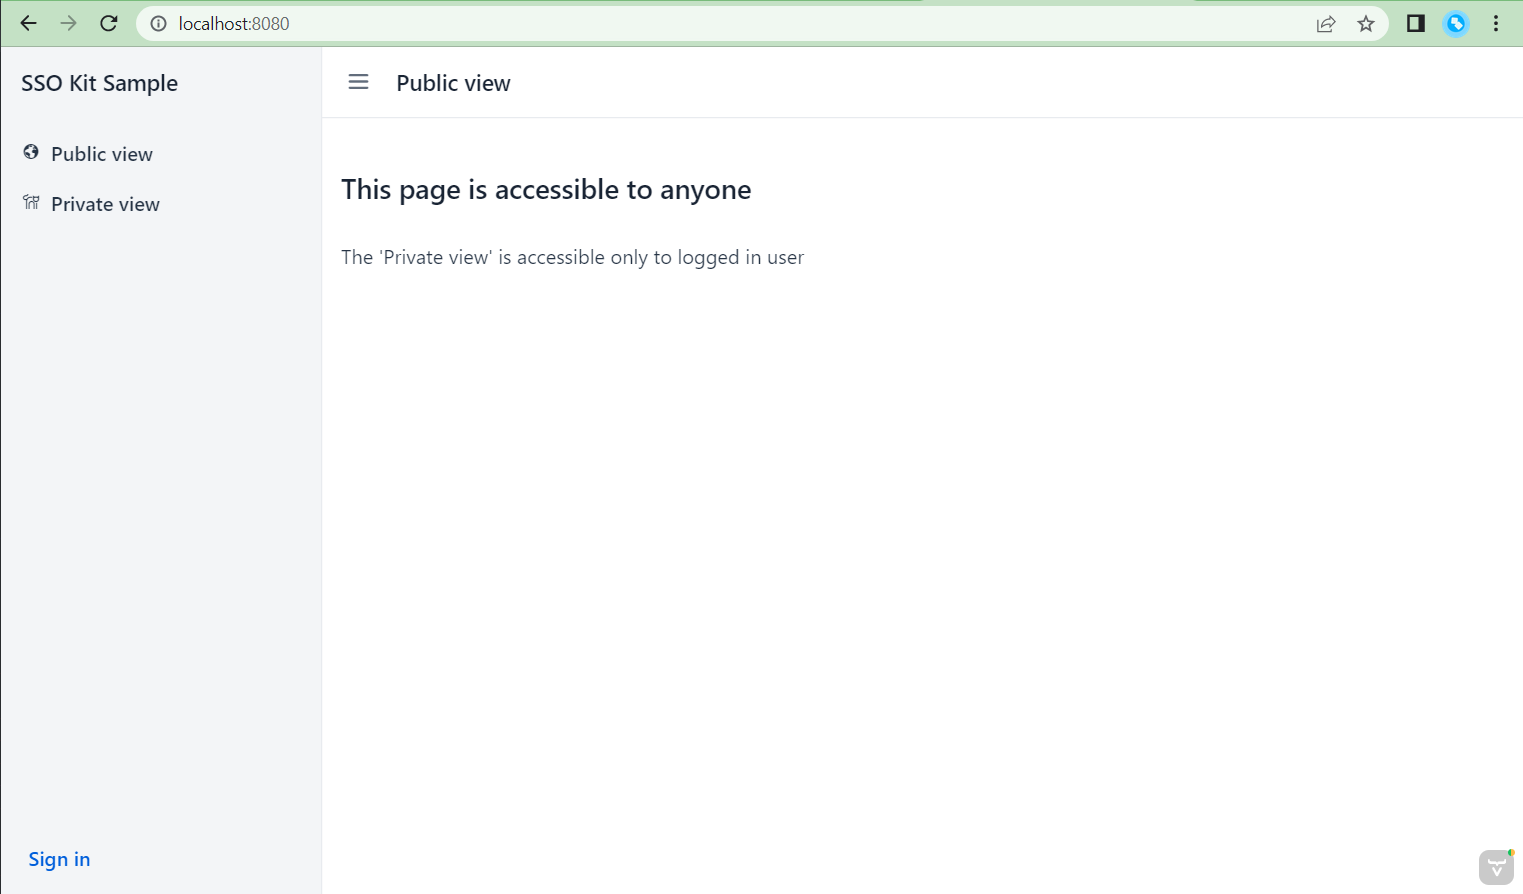 localhost:8080
SSO Kit Sample
Public view
Public view
Private view
This page is accessible to anyone
The 'Private view' is accessible only to logged in user
Sign in